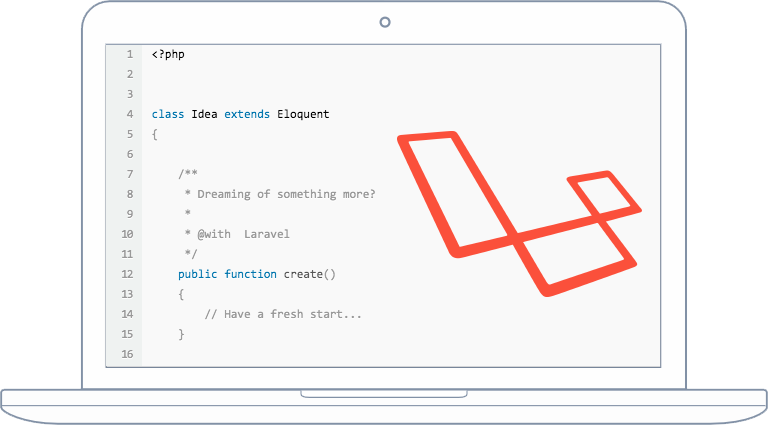 1 <?php
2
3
4 class Idea extends Eloquent
5 {
6
7 /**
8 * Dreaming of something more?
9 *
10 * @with  Laravel
11 */
12 public function create()
13 {
14 // Have a fresh start...
15 }
16